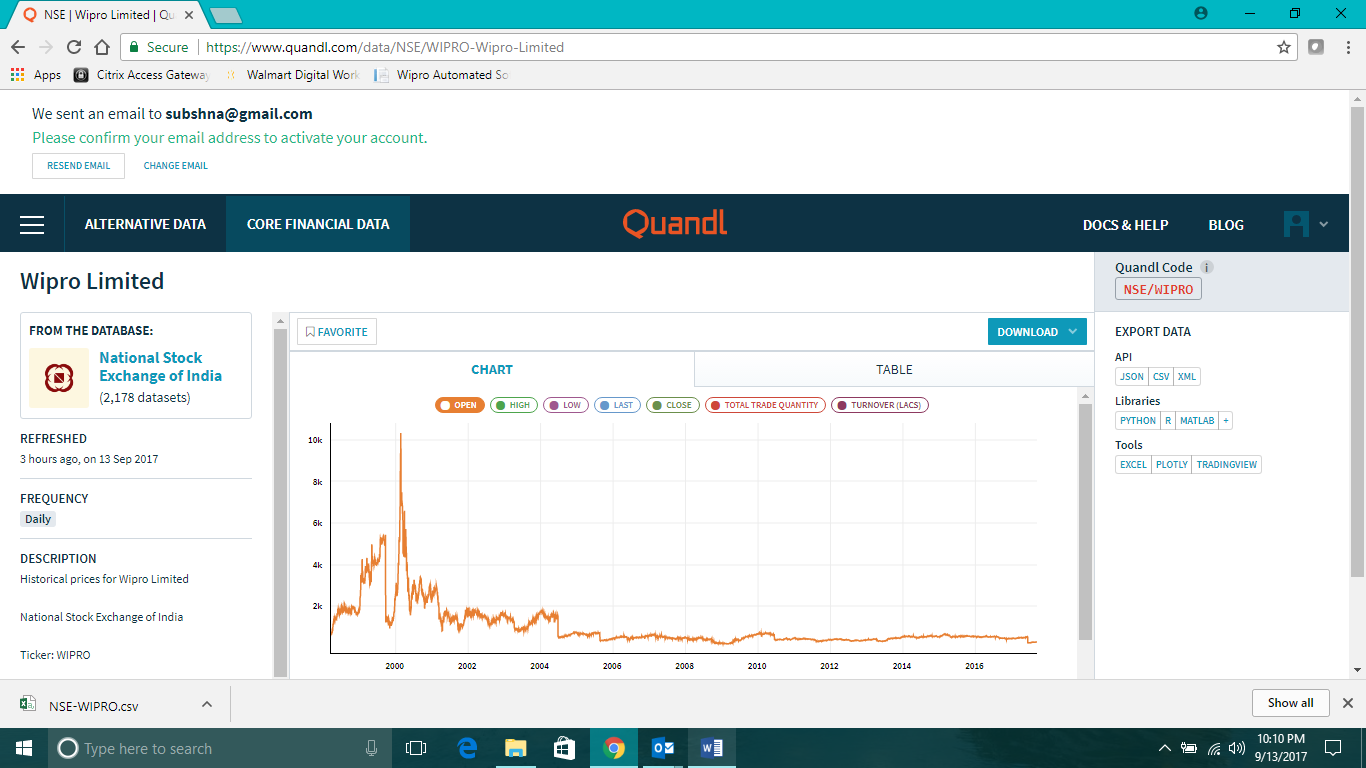 NSE | Wipro Limited | Qu
Secure https://www.quandl.com/data/NSE/WIPRO-Wipro-Limited
Apps Citrix Access Gateway Walmart Digital Work Wipro Automated So
We sent an email to subshna@gmail.com
Please confirm your email address to activate your account.
RESEND EMAIL CHANGE EMAIL
ALTERNATIVE DATA CORE FINANCIAL DATA Quandl DOCS & HELP BLOG
Wipro Limited
FROM THE DATABASE:
National Stock
Exchange of India
(2,178 datasets)
REFRESHED
3 hours ago, on 13 Sep 2017
FREQUENCY
Daily
DESCRIPTION
Historical prices for Wipro Limited
National Stock Exchange of India
Ticker: WIPRO
FAVORITE DOWNLOAD
CHART TABLE
OPEN HIGH LOW LAST CLOSE TOTAL TRADE QUANTITY TURNOVER (LACS)
10k
8k
6k
4k
2k
2000 2002 2004 2006 2008 2010 2012 2014 2016
Quandl Code i
NSE/WIPRO
EXPORT DATA
API
JSON CSV XML
Libraries
PYTHON R MATLAB +
Tools
EXCEL PLOTLY TRADINGVIEW
NSE-WIPRO.csv Show all
Type here to search
10:10 PM
9/13/2017